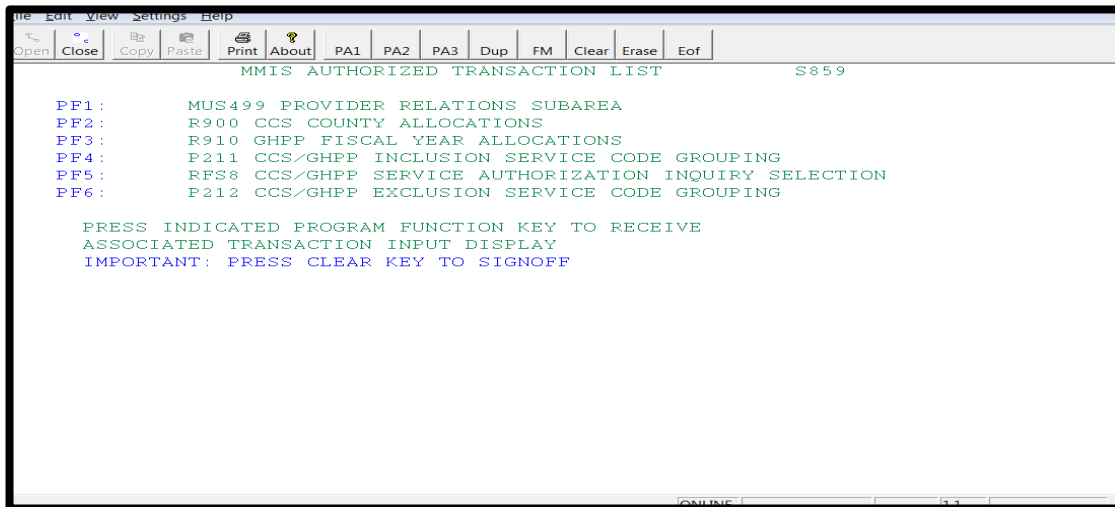 File Edit View Settings Help
Open Close Copy Paste Print About PA1 PA2 PA3 Dup FM Clear Erase Eof
MMIS AUTHORIZED TRANSACTION LIST S859
PF1: MUS499 PROVIDER RELATIONS SUBAREA
PF2: R900 CCS COUNTY ALLOCATIONS
PF3: R910 GHPP FISCAL YEAR ALLOCATIONS
PF4: P211 CCS/GHPP INCLUSION SERVICE CODE GROUPING
PF5: RFS8 CCS/GHPP SERVICE AUTHORIZATION INQUIRY SELECTION
PF6: P212 CCS/GHPP EXCLUSION SERVICE CODE GROUPING
PRESS INDICATED PROGRAM FUNCTION KEY TO RECEIVE
ASSOCIATED TRANSACTION INPUT DISPLAY
IMPORTANT: PRESS CLEAR KEY TO SIGNOFF
ONLINE 1,1